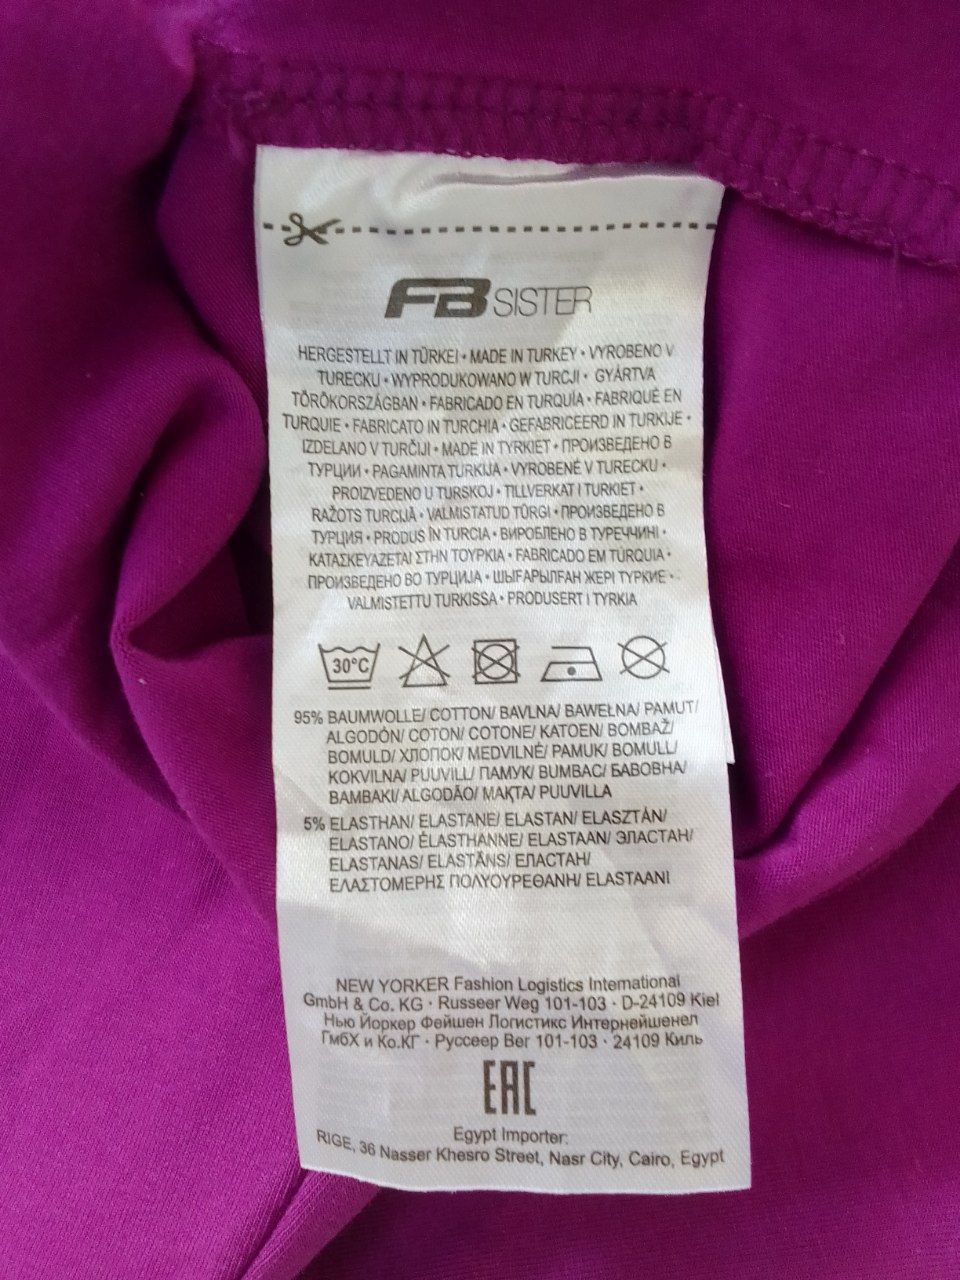 FB SISTER
HERGESTELLT IN TÜRKEI • MADE IN TURKEY • VYROBENO V
TURECKU • WYPRODUKOWANO W TURCJI • GYÁRTVA
TÖRÖKORSZÁGBAN • FABRICADO EN TURQUÍA • FABRIQUÉ EN
TURQUIE • FABRICATO IN TURCHIA • GEFABRICEERD IN TURKIJE •
IZDELANO V TURČIJI • MADE IN TYRKIET • ПРОИЗВЕДЕНО В
ТУРЦИИ • PAGAMINTA TURKIJA • VYROBENÉ V TURECKU •
PROIZVEDENO U TURSKOJ • TILLVERKAT I TURKIET •
RAŽOTS TURCIJĀ • VALMISTATUD TÜRGI • ПРОИЗВЕДЕНО В
ТУРЦИЯ • PRODUS ÎN TURCIA • ВИРОБЛЕНО В ТУРЕЧЧИНІ •
ΚΑΤΑΣΚΕΥΑΖΕΤΑΙ ΣΤΗΝ ΤΟΥΡΚΙΑ • FABRICADO EM TURQUIA •
ПРОИЗВЕДЕНО ВО ТУРЦИЈА • ШЫҒАРЫЛҒАН ЖЕРІ ТУРКИЕ •
VALMISTETTU TURKISSA • PRODUSERT I TYRKIA
30°C
95% BAUMWOLLE/ COTTON/ BAVLNA/ BAWEŁNA/ PAMUT/
ALGODÓN/ COTON/ COTONE/ KATOEN/ BOMBAŽ/
BOMULD/ ХЛОПОК/ MEDVILNĖ/ PAMUK/ BOMULL/
KOKVILNA/ PUUVILL/ ПАМУК/ BUMBAC/ БАВОВНА/
ΒΑΜΒΑΚΙ/ ALGODÃO/ МАҚТА/ PUUVILLA
5% ELASTHAN/ ELASTANE/ ELASTAN/ ELASZTÁN/
ELASTANO/ ÉLASTHANNE/ ELASTAAN/ ЭЛАСТАН/
ELASTANAS/ ELASTĀNS/ ЕЛАСТАН/
ΕΛΑΣΤΟΜΕΡΗΣ ΠΟΛΥΟΥΡΕΘΑΝΗ/ ELASTAANI
NEW YORKER Fashion Logistics International
GmbH & Co. KG · Russeer Weg 101-103 · D-24109 Kiel
Нью Йоркер Фейшен Логистикс Интернейшенел
ГмбХ и Ко.КГ · Руссеер Вег 101-103 · 24109 Киль
EAC
Egypt Importer:
RIGE, 36 Nasser Khesro Street, Nasr City, Cairo, Egypt